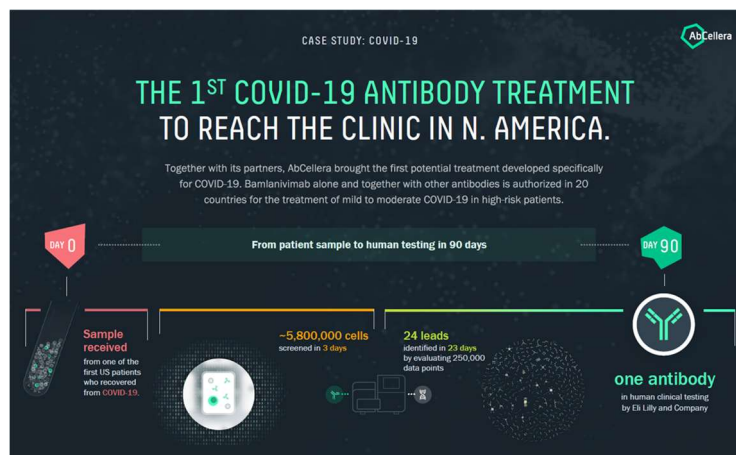 CASE STUDY: COVID-19
AbCellera
THE 1ST COVID-19 ANTIBODY TREATMENT
TO REACH THE CLINIC IN N. AMERICA.
Together with its partners, AbCellera brought the first potential treatment developed specifically
for COVID-19. Bamlanivimab alone and together with other antibodies is authorized in 20
countries for the treatment of mild to moderate COVID-19 in high-risk patients.
DAY 0
From patient sample to human testing in 90 days
DAY 90
Sample
received
from one of the
first US patients
who recovered
from COVID-19.
~5,800,000 cells
screened in 3 days
24 leads
identified in 23 days
by evaluating 250,000
data points
one antibody
in human clinical testing
by Eli Lilly and Company